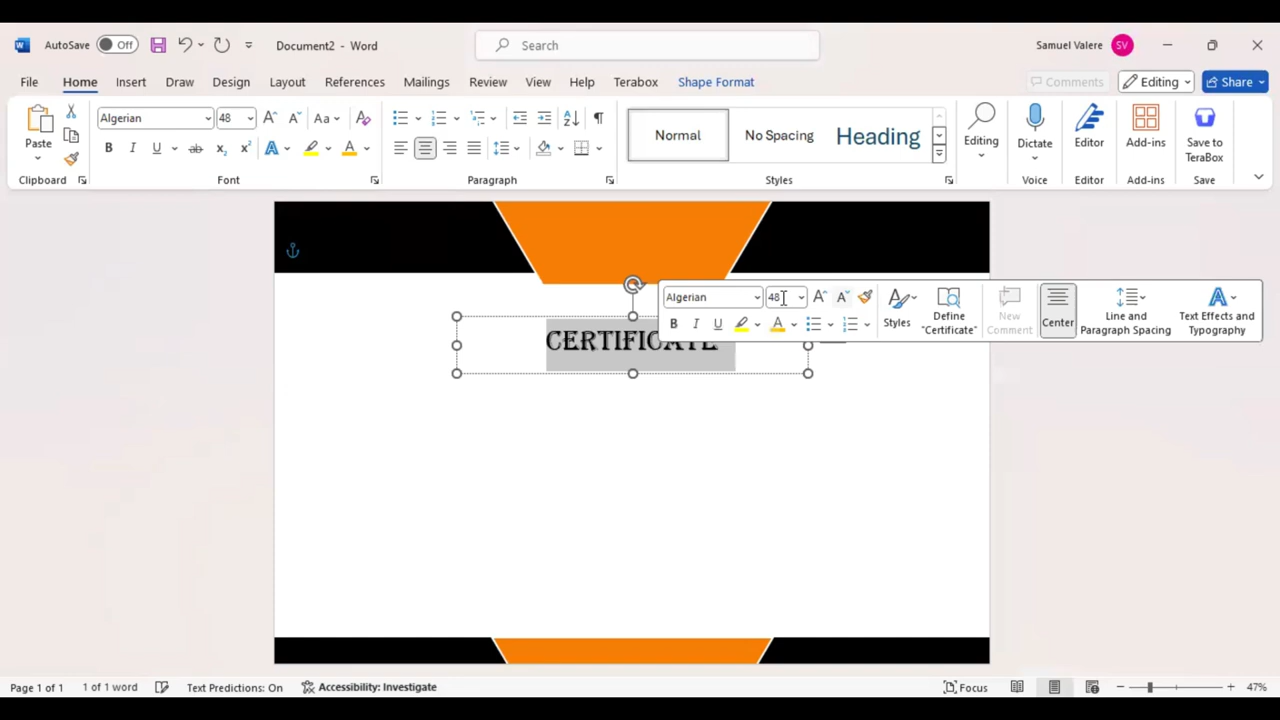 AutoSave Off Document2 - Word Search Samuel Valere SV
File Home Insert Draw Design Layout References Mailings Review View Help Terabox Shape Format Comments Editing Share
Paste
Clipboard
Algerian 48 Aa
B I U ab x2 x2 A A
Font
Paragraph
Normal No Spacing Heading
Styles
Editing
Dictate
Voice
Editor
Editor
Add-ins
Add-ins
Save to
TeraBox
Save
Algerian 48
B I U A
Styles
Define
"Certificate"
New
Comment
Center
Line and
Paragraph Spacing
Text Effects and
Typography
CERTIFICATE
Page 1 of 1 1 of 1 word Text Predictions: On Accessibility: Investigate Focus 47%